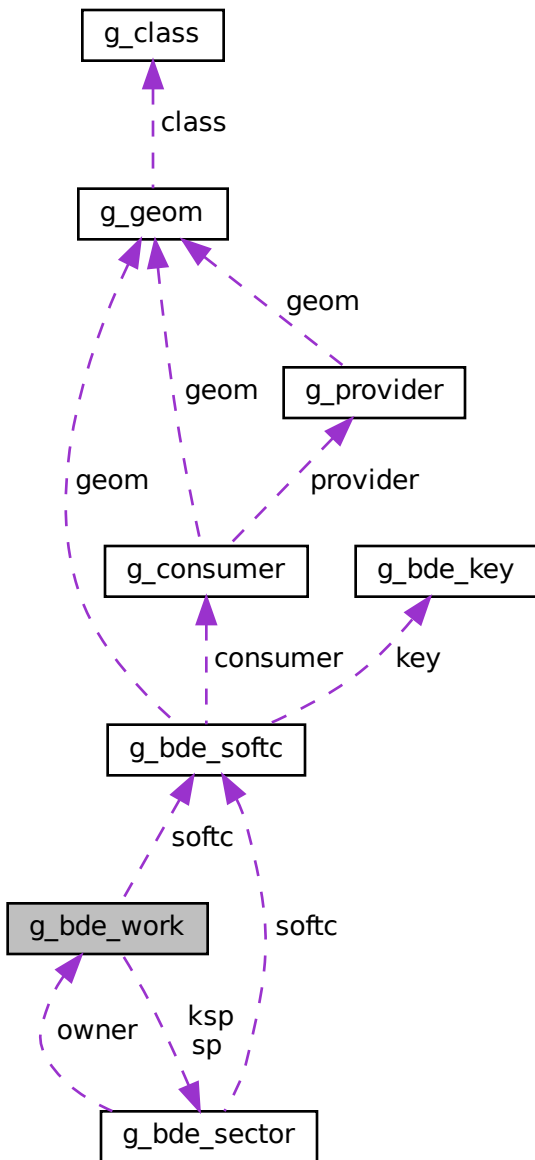 g_class
class
g_geom
geom
g_provider
geom
geom
provider
g_consumer
g_bde_key
consumer
key
g_bde_softc
softc
g_bde_work
softc
owner
ksp
sp
g_bde_sector